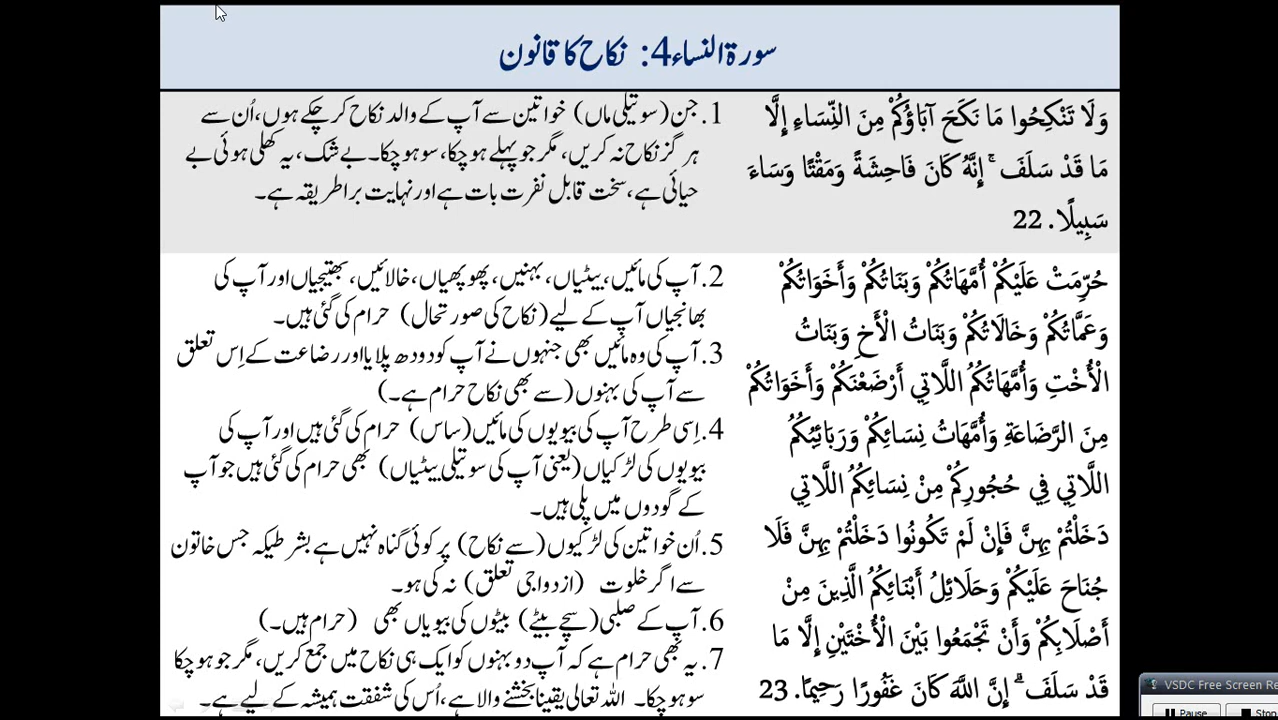 سورۃ النساء4: نکاح کا قانون
وَلَا تَنْكِحُوا مَا نَكَحَ آبَاؤُكُمْ مِنَ النِّسَاءِ إِلَّا
مَا قَدْ سَلَفَ ۚ إِنَّهُ كَانَ فَاحِشَةً وَمَقْتًا وَسَاءَ
سَبِيلًا. 22
1. جن (سوتیلی ماں) خواتین سے آپ کے والد نکاح کر چکے ہوں، اُن سے
ہرگز نکاح نہ کریں، مگر جو پہلے ہو چکا، سو ہو چکا۔ بے شک، یہ کھلی ہوئی بے
حیائی ہے، سخت قابل نفرت بات ہے اور نہایت برا طریقہ ہے۔
حُرِّمَتْ عَلَيْكُمْ أُمَّهَاتُكُمْ وَبَنَاتُكُمْ وَأَخَوَاتُكُمْ
وَعَمَّاتُكُمْ وَخَالَاتُكُمْ وَبَنَاتُ الْأَخِ وَبَنَاتُ
الْأُخْتِ وَأُمَّهَاتُكُمُ اللَّاتِي أَرْضَعْنَكُمْ وَأَخَوَاتُكُمْ
مِنَ الرَّضَاعَةِ وَأُمَّهَاتُ نِسَائِكُمْ وَرَبَائِبُكُمُ
اللَّاتِي فِي حُجُورِكُمْ مِنْ نِسَائِكُمُ اللَّاتِي
دَخَلْتُمْ بِهِنَّ فَإِنْ لَمْ تَكُونُوا دَخَلْتُمْ بِهِنَّ فَلَا
جُنَاحَ عَلَيْكُمْ وَحَلَائِلُ أَبْنَائِكُمُ الَّذِينَ مِنْ
أَصْلَابِكُمْ وَأَنْ تَجْمَعُوا بَيْنَ الْأُخْتَيْنِ إِلَّا مَا
قَدْ سَلَفَ ۗ إِنَّ اللَّهَ كَانَ غَفُورًا رَحِيمًا. 23
2. آپ کی مائیں، بیٹیاں، بہنیں، پھوپھیاں، خالائیں، بھتیجیاں اور آپ کی
بھانجیاں آپ کے لیے (نکاح کی صورتحال) حرام کی گئی ہیں۔
3. آپ کی وہ مائیں بھی جنہوں نے آپ کو دودھ پلایا اور رضاعت کے اِس تعلق
سے آپ کی بہنوں (سے بھی نکاح حرام ہے۔)
4. اِسی طرح آپ کی بیویوں کی مائیں (ساس) حرام کی گئی ہیں اور آپ کی
بیویوں کی لڑکیاں (یعنی آپ کی سوتیلی بیٹیاں) بھی حرام کی گئی ہیں جو آپ
کے گودوں میں پلی ہیں۔
5. اُن خواتین کی لڑکیوں (سے نکاح) پر کوئی گناہ نہیں ہے بشرطیکہ جس خاتون
سے اگر خلوت (ازدواجی تعلق) نہ کی ہو۔
6. آپ کے صلبی (سچے بیٹے) بیٹوں کی بیویاں بھی (حرام ہیں۔)
7. یہ بھی حرام ہے کہ آپ دو بہنوں کو ایک ہی نکاح میں جمع کریں، مگر جو ہو چکا
سو ہو چکا۔ اللہ تعالی یقینا بخشنے والا ہے، اُس کی شفقت ہمیشہ کے لیے ہے۔
VSDC Free Screen Re
Pause Stop